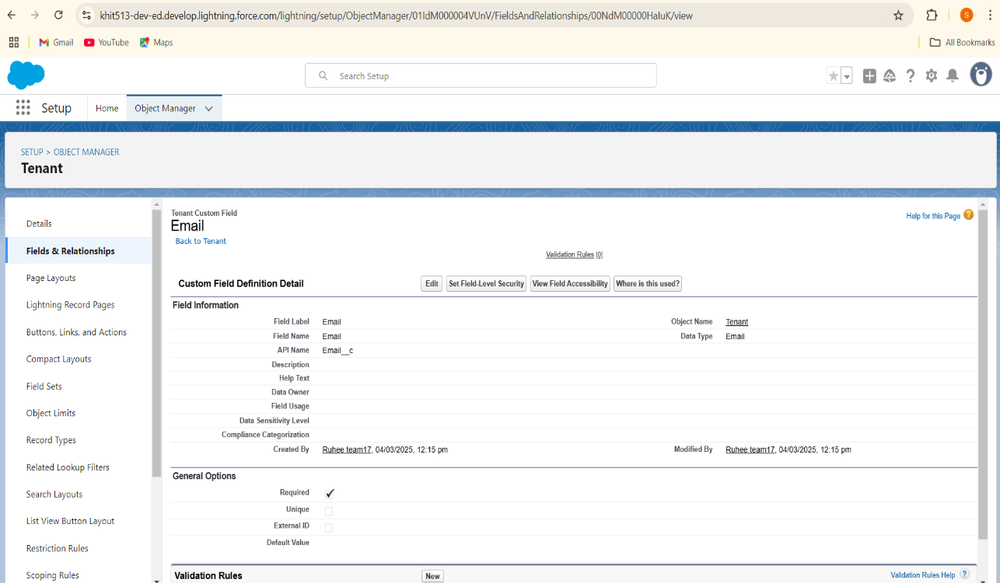 khit513-dev-ed.develop.lightning.force.com/lightning/setup/ObjectManager/01IdM000004VUnV/FieldsAndRelationships/00NdM00000HaIuK/view
S
Gmail YouTube Maps All Bookmarks
Search Setup
Setup Home Object Manager
SETUP > OBJECT MANAGER
Tenant
Details
Fields & Relationships
Page Layouts
Lightning Record Pages
Buttons, Links, and Actions
Compact Layouts
Field Sets
Object Limits
Record Types
Related Lookup Filters
Search Layouts
List View Button Layout
Restriction Rules
Scoping Rules
Tenant Custom Field
Email
Back to Tenant
Help for this Page ?
Validation Rules [0]
Custom Field Definition Detail Edit Set Field-Level Security View Field Accessibility Where is this used?
Field Information
Field Label Email Object Name Tenant
Field Name Email Data Type Email
API Name Email__c
Description
Help Text
Data Owner
Field Usage
Data Sensitivity Level
Compliance Categorization
Created By Ruhee team17, 04/03/2025, 12:15 pm Modified By Ruhee team17, 04/03/2025, 12:15 pm
General Options
Required
Unique
External ID
Default Value
Validation Rules New Validation Rules Help ?